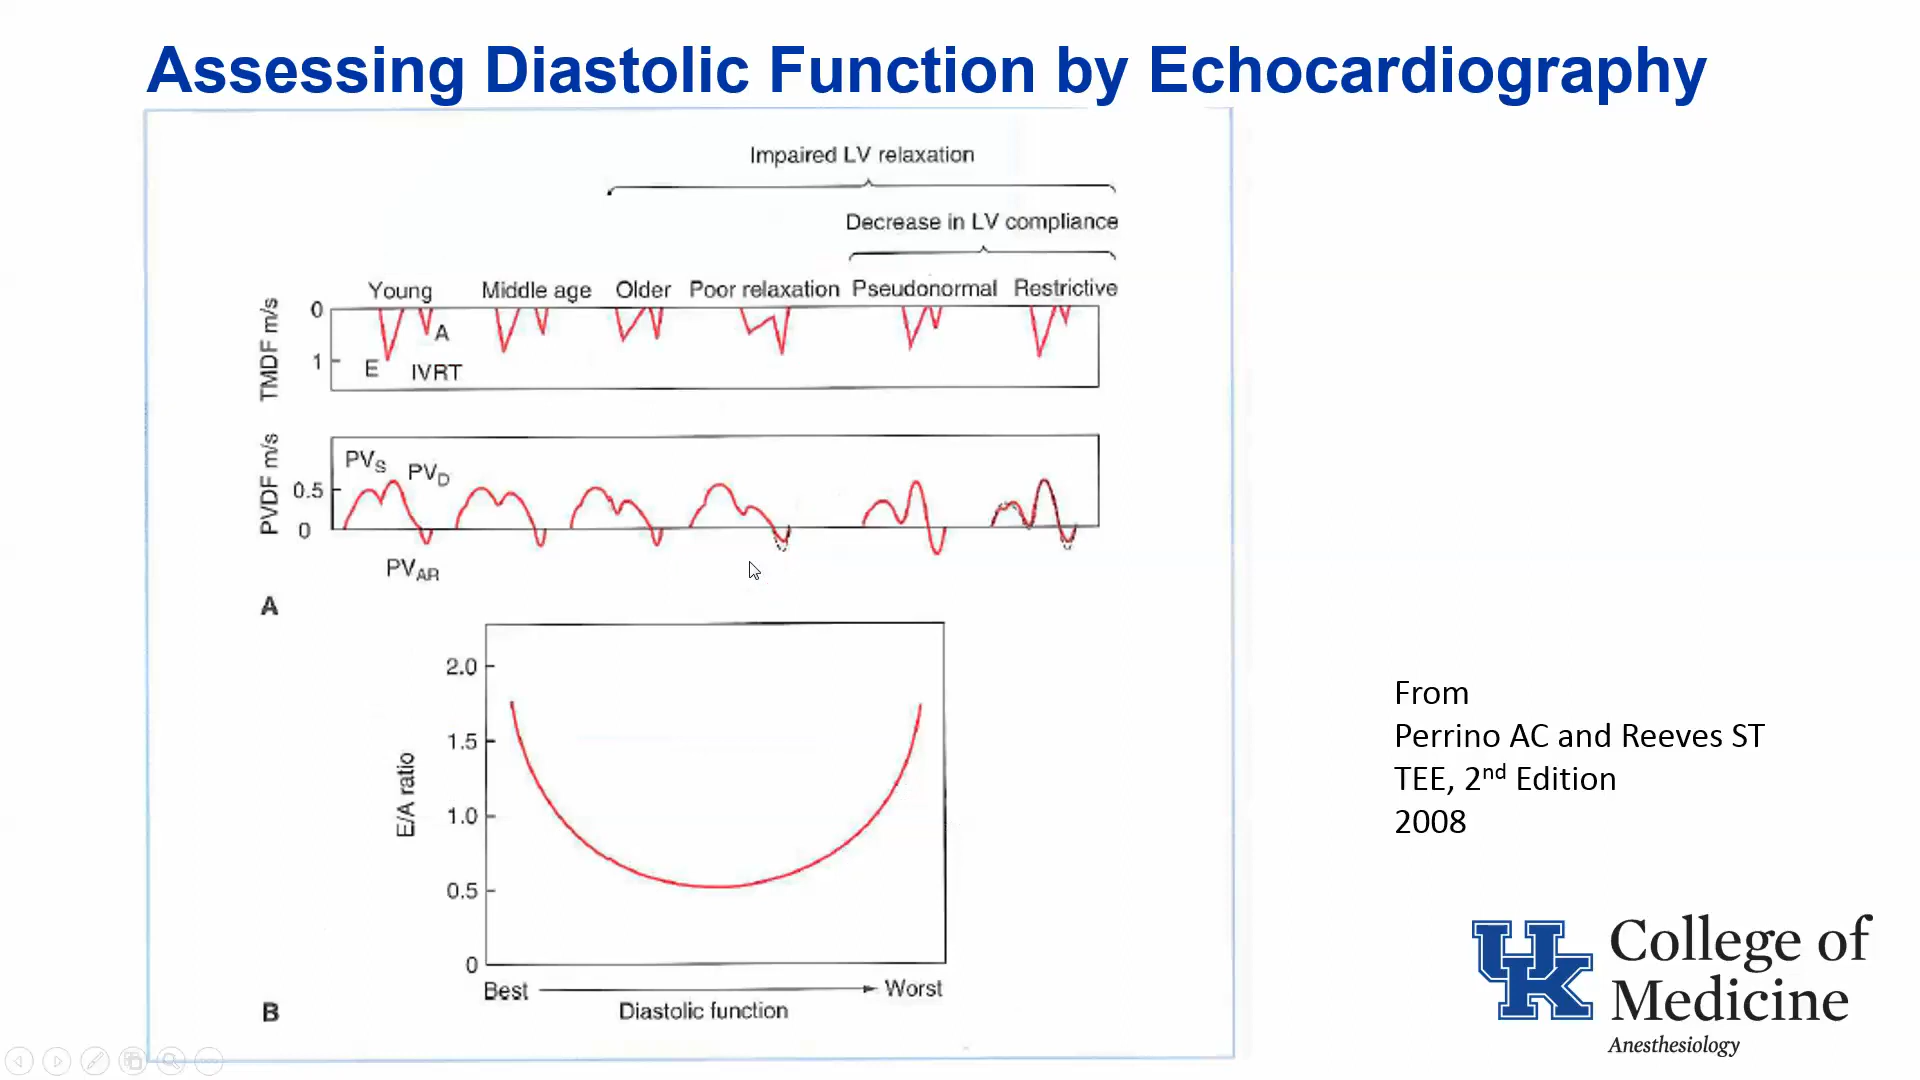 Assessing Diastolic Function by Echocardiography
Impaired LV relaxation
Decrease in LV compliance
Young Middle age Older Poor relaxation Pseudonormal Restrictive
TMDF m/s
0
1
A
E IVRT
PVDF m/s
0.5
0
PVS PVD
PVAR
A
E/A ratio
2.0
1.5
1.0
0.5
0
Best Worst
Diastolic function
B
From
Perrino AC and Reeves ST
TEE, 2nd Edition
2008
UK
College of
Medicine
Anesthesiology